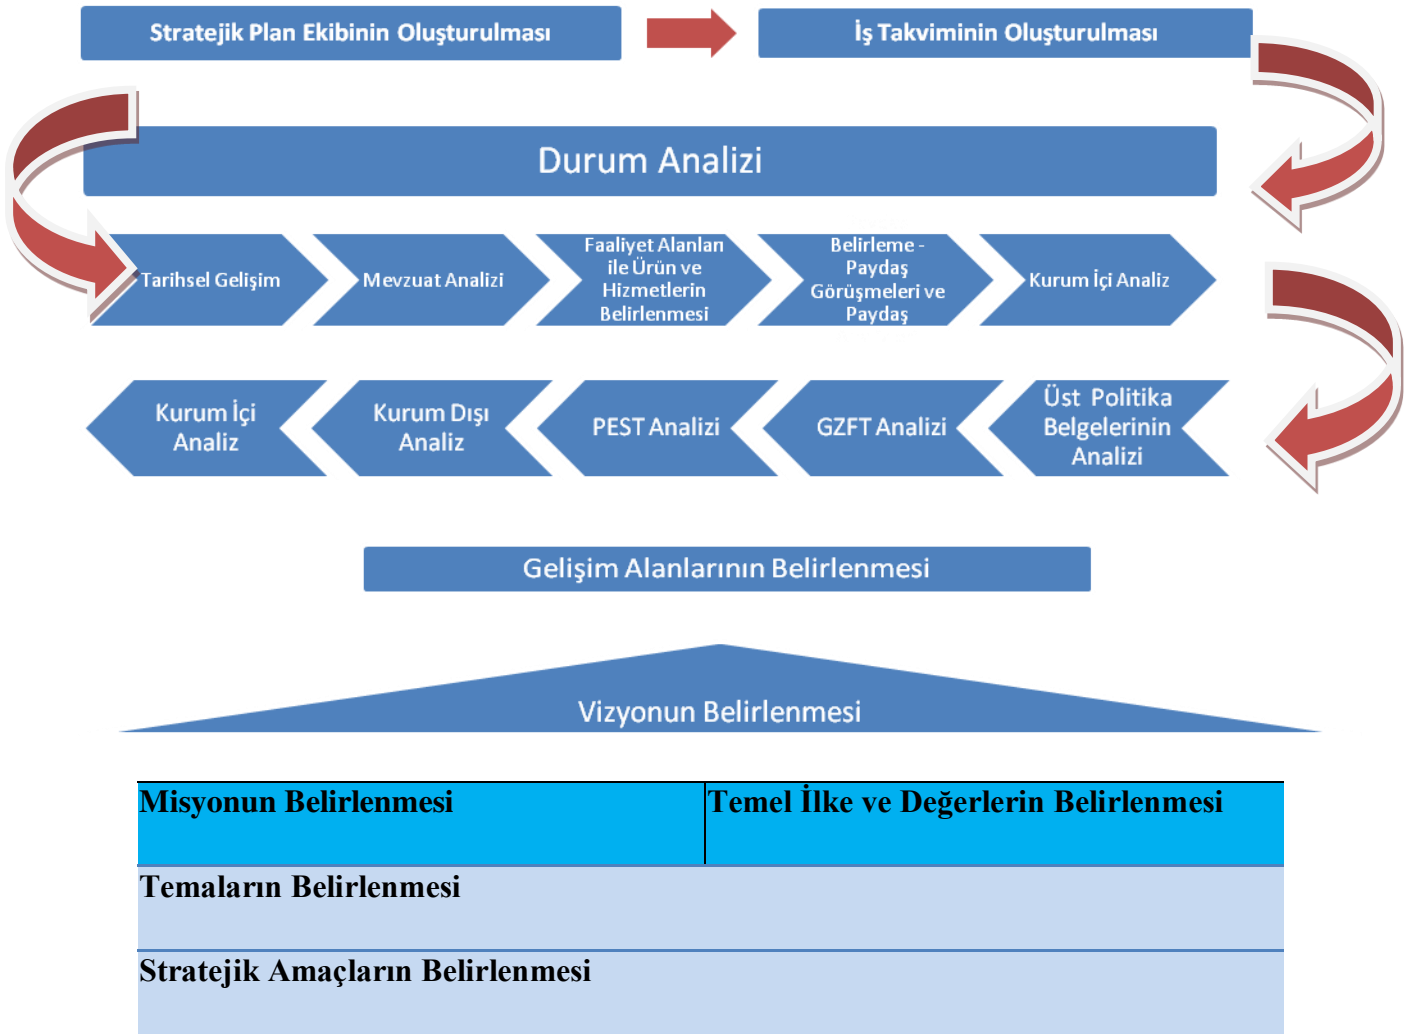 Stratejik Plan Ekibinin Oluşturulması
İş Takviminin Oluşturulması
Durum Analizi
Tarihsel Gelişim
Mevzuat Analizi
Faaliyet Alanları
ile Ürün ve
Hizmetlerin
Belirlenmesi
Belirleme -
Paydaş
Görüşmeleri ve
Paydaş
Kurum İçi Analiz
Kurum İçi
Analiz
Kurum Dışı
Analiz
PEST Analizi
GZFT Analizi
Üst Politika
Belgelerinin
Analizi
Gelişim Alanlarının Belirlenmesi
Vizyonun Belirlenmesi
Misyonun Belirlenmesi
Temel İlke ve Değerlerin Belirlenmesi
Temaların Belirlenmesi
Stratejik Amaçların Belirlenmesi